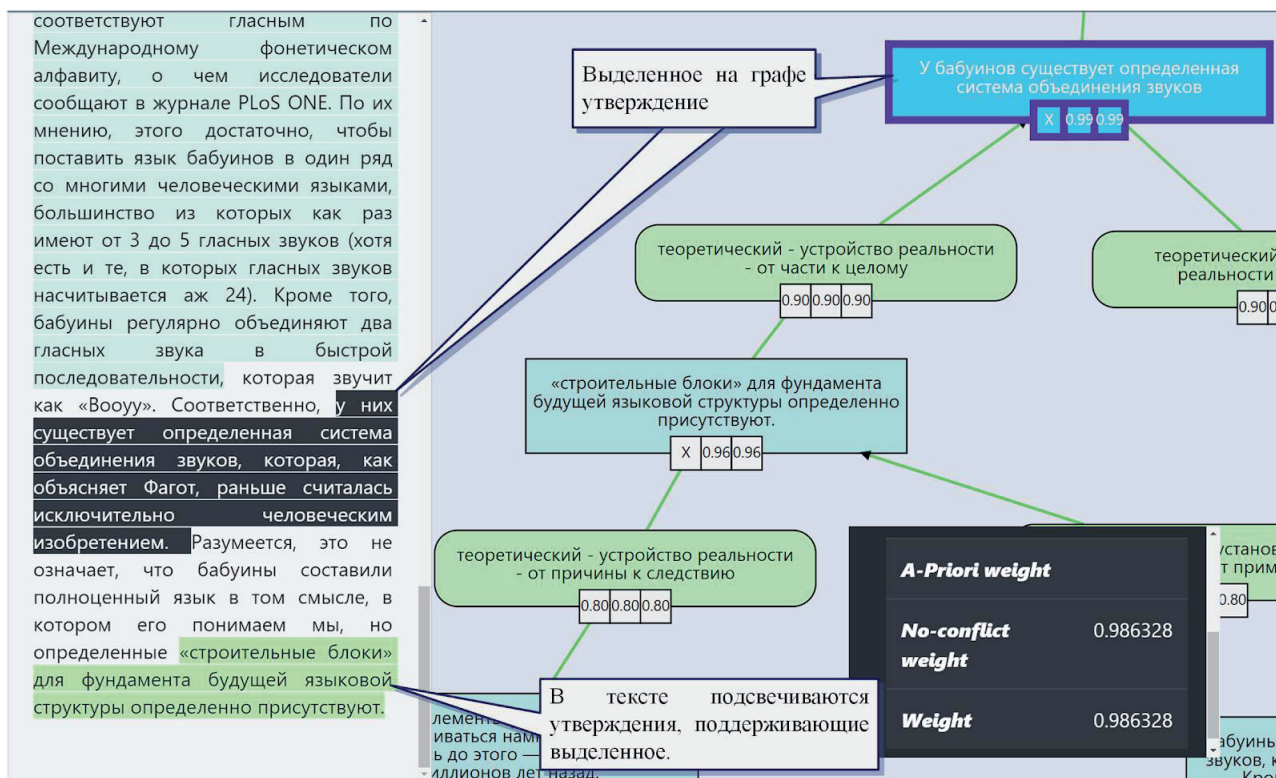 соответствуют гласным по
Международному фонетическом
алфавиту, о чем исследователи
сообщают в журнале PLoS ONE. По их
мнению, этого достаточно, чтобы
поставить язык бабуинов в один ряд
со многими человеческими языками,
большинство из которых как раз
имеют от 3 до 5 гласных звуков (хотя
есть и те, в которых гласных звуков
насчитывается аж 24). Кроме того,
бабуины регулярно объединяют два
гласных звука в быстрой
последовательности, которая звучит
как «Вооуу». Соответственно, у них
существует определенная система
объединения звуков, которая, как
объясняет Фагот, раньше считалась
исключительно человеческим
изобретением. Разумеется, это не
означает, что бабуины составили
полноценный язык в том смысле, в
котором его понимаем мы, но
определенные «строительные блоки»
для фундамента будущей языковой
структуры определенно присутствуют.
Выделенное на графе
утверждение
У бабуинов существует определенная
система объединения звуков
X 0.99 0.99
теоретический - устройство реальности
- от части к целому
0.90 0.90 0.90
теоретический
реальности
0.90
«строительные блоки» для фундамента
будущей языковой структуры определенно
присутствуют.
X 0.96 0.96
теоретический - устройство реальности
- от причины к следствию
0.80 0.80 0.80
0.80
A-Priori weight
No-conflict 0.986328
weight
Weight 0.986328
В тексте подсвечиваются
утверждения, поддерживающие
выделенное.
ь до этого —
иллионов лет назад.
звуков, к